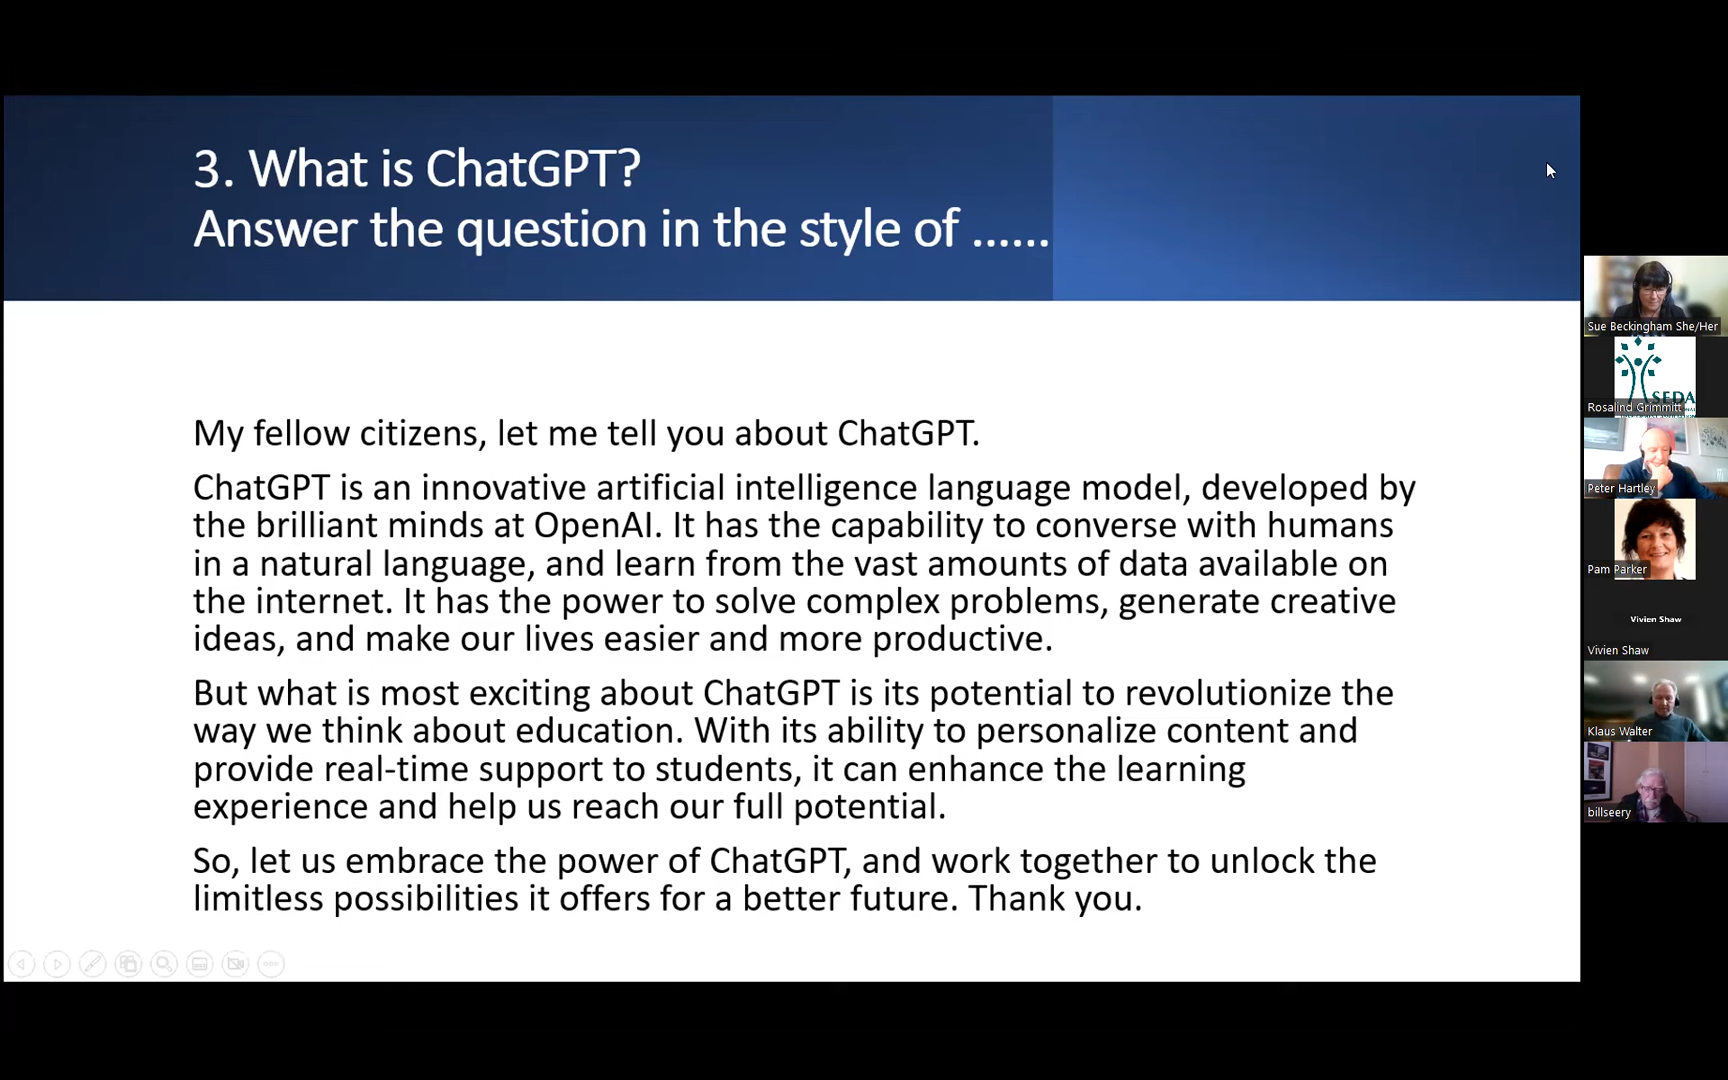 3. What is ChatGPT?
Answer the question in the style of ......
My fellow citizens, let me tell you about ChatGPT.
ChatGPT is an innovative artificial intelligence language model, developed by
the brilliant minds at OpenAI. It has the capability to converse with humans
in a natural language, and learn from the vast amounts of data available on
the internet. It has the power to solve complex problems, generate creative
ideas, and make our lives easier and more productive.
But what is most exciting about ChatGPT is its potential to revolutionize the
way we think about education. With its ability to personalize content and
provide real-time support to students, it can enhance the learning
experience and help us reach our full potential.
So, let us embrace the power of ChatGPT, and work together to unlock the
limitless possibilities it offers for a better future. Thank you.
Sue Beckingham She/Her
SEDA
Rosalind Grimmitt
Peter Hartley
Pam Parker
Vivien Shaw
Vivien Shaw
Klaus Walter
billseery